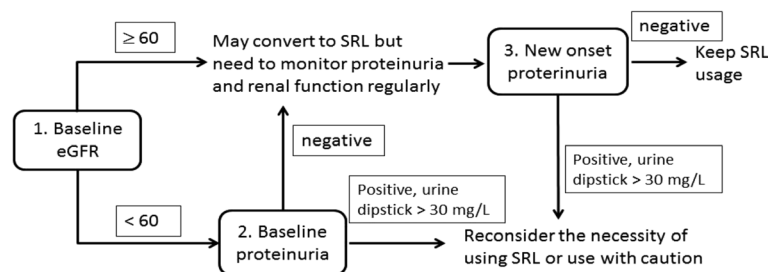 ≥ 60
May convert to SRL but
need to monitor proteinuria
and renal function regularly
3. New onset
proterinuria
negative
Keep SRL
usage
1. Baseline
eGFR
negative
Positive, urine
dipstick > 30 mg/L
< 60
2. Baseline
proteinuria
Positive, urine
dipstick > 30 mg/L
Reconsider the necessity of
using SRL or use with caution